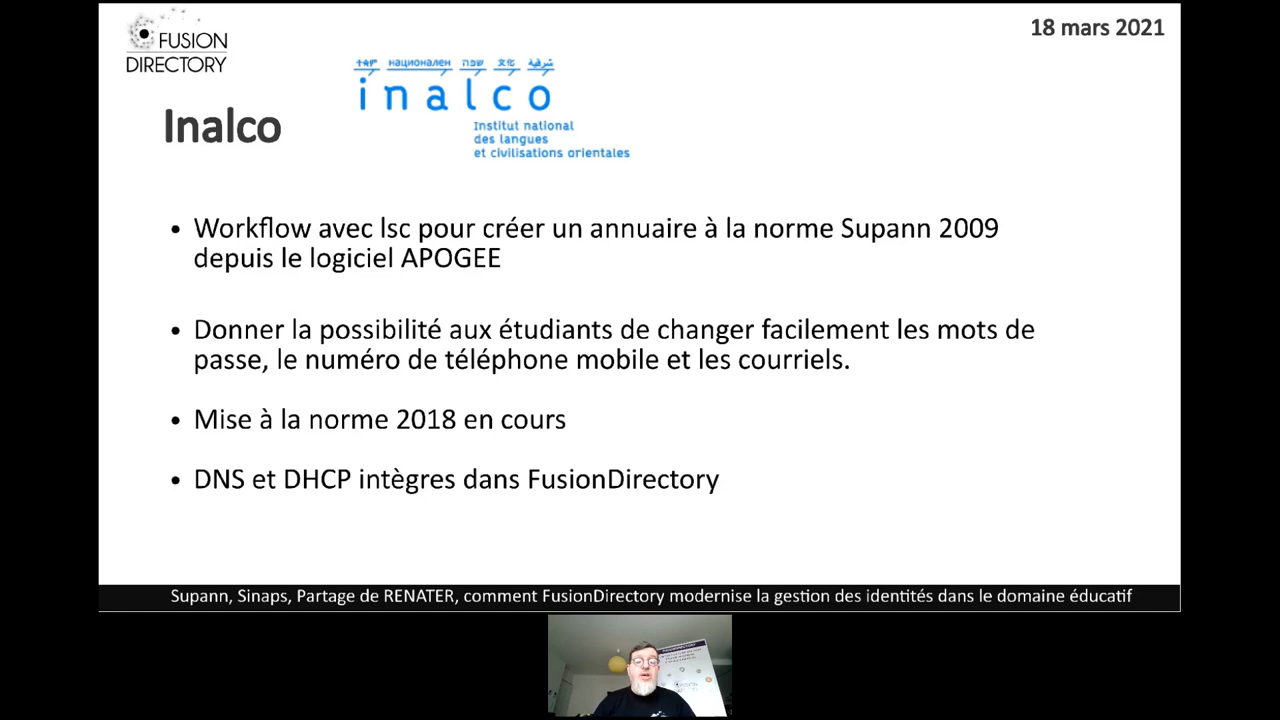 FUSION
DIRECTORY
18 mars 2021
национален
שפה
文化
شرقية
inalco
Institut national
des langues
et civilisations orientales
Inalco
• Workflow avec lsc pour créer un annuaire à la norme Supann 2009
depuis le logiciel APOGEE
• Donner la possibilité aux étudiants de changer facilement les mots de
passe, le numéro de téléphone mobile et les courriels.
• Mise à la norme 2018 en cours
• DNS et DHCP intègres dans FusionDirectory
Supann, Sinaps, Partage de RENATER, comment FusionDirectory modernise la gestion des identités dans le domaine éducatif